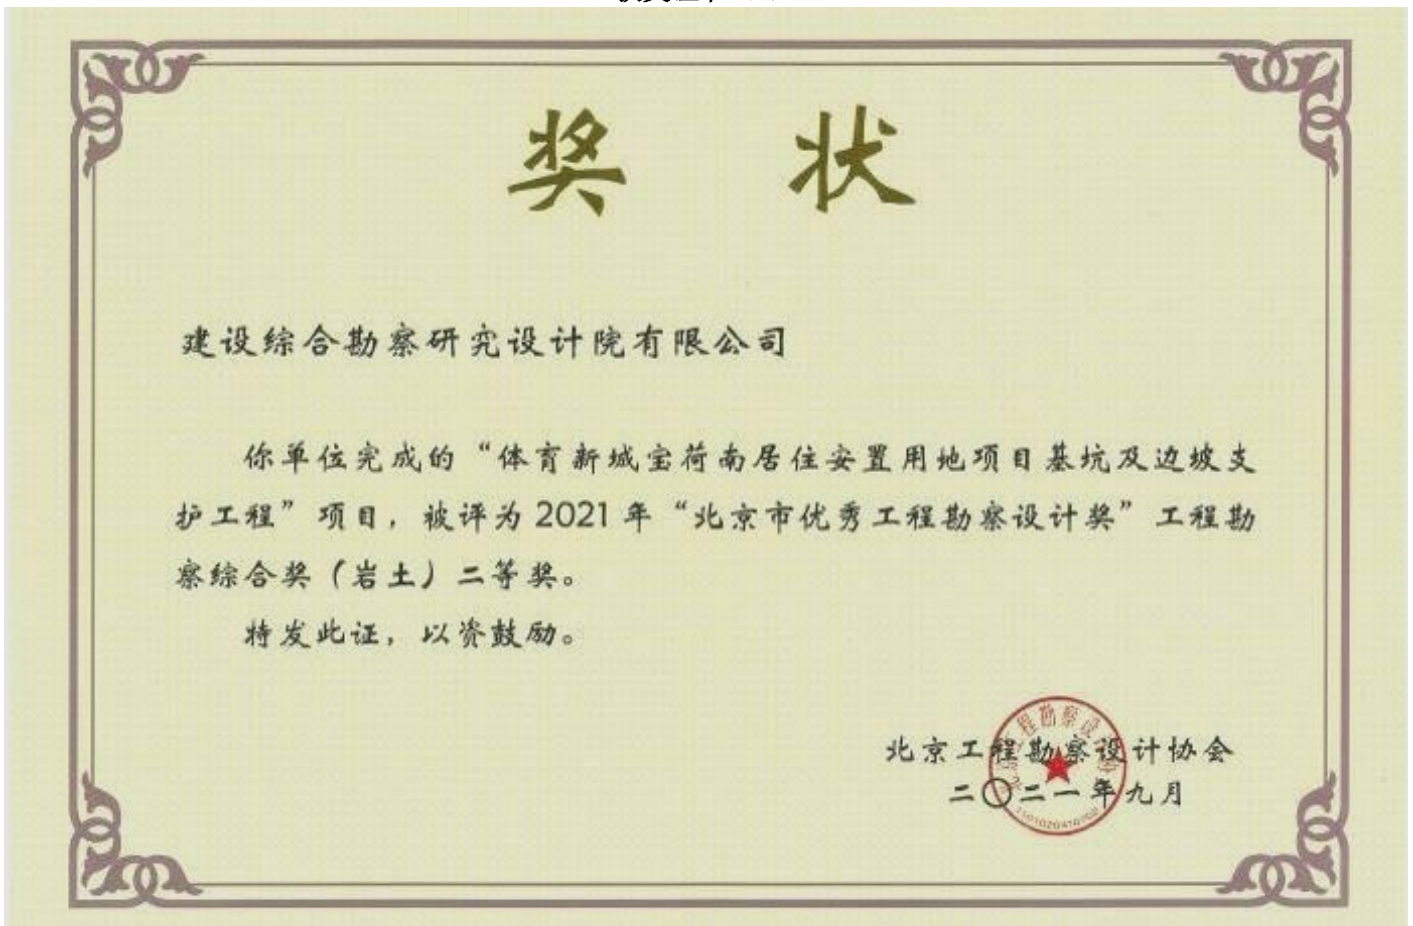 奖状
建设综合勘察研究设计院有限公司
你单位完成的“体育新城宝荷南居住安置用地项目基坑及边坡支
护工程”项目，被评为2021年“北京市优秀工程勘察设计奖”工程勘
察综合奖（岩土）二等奖。
特发此证，以资鼓励。
北京工程勘察设计协会
二〇二一年九月